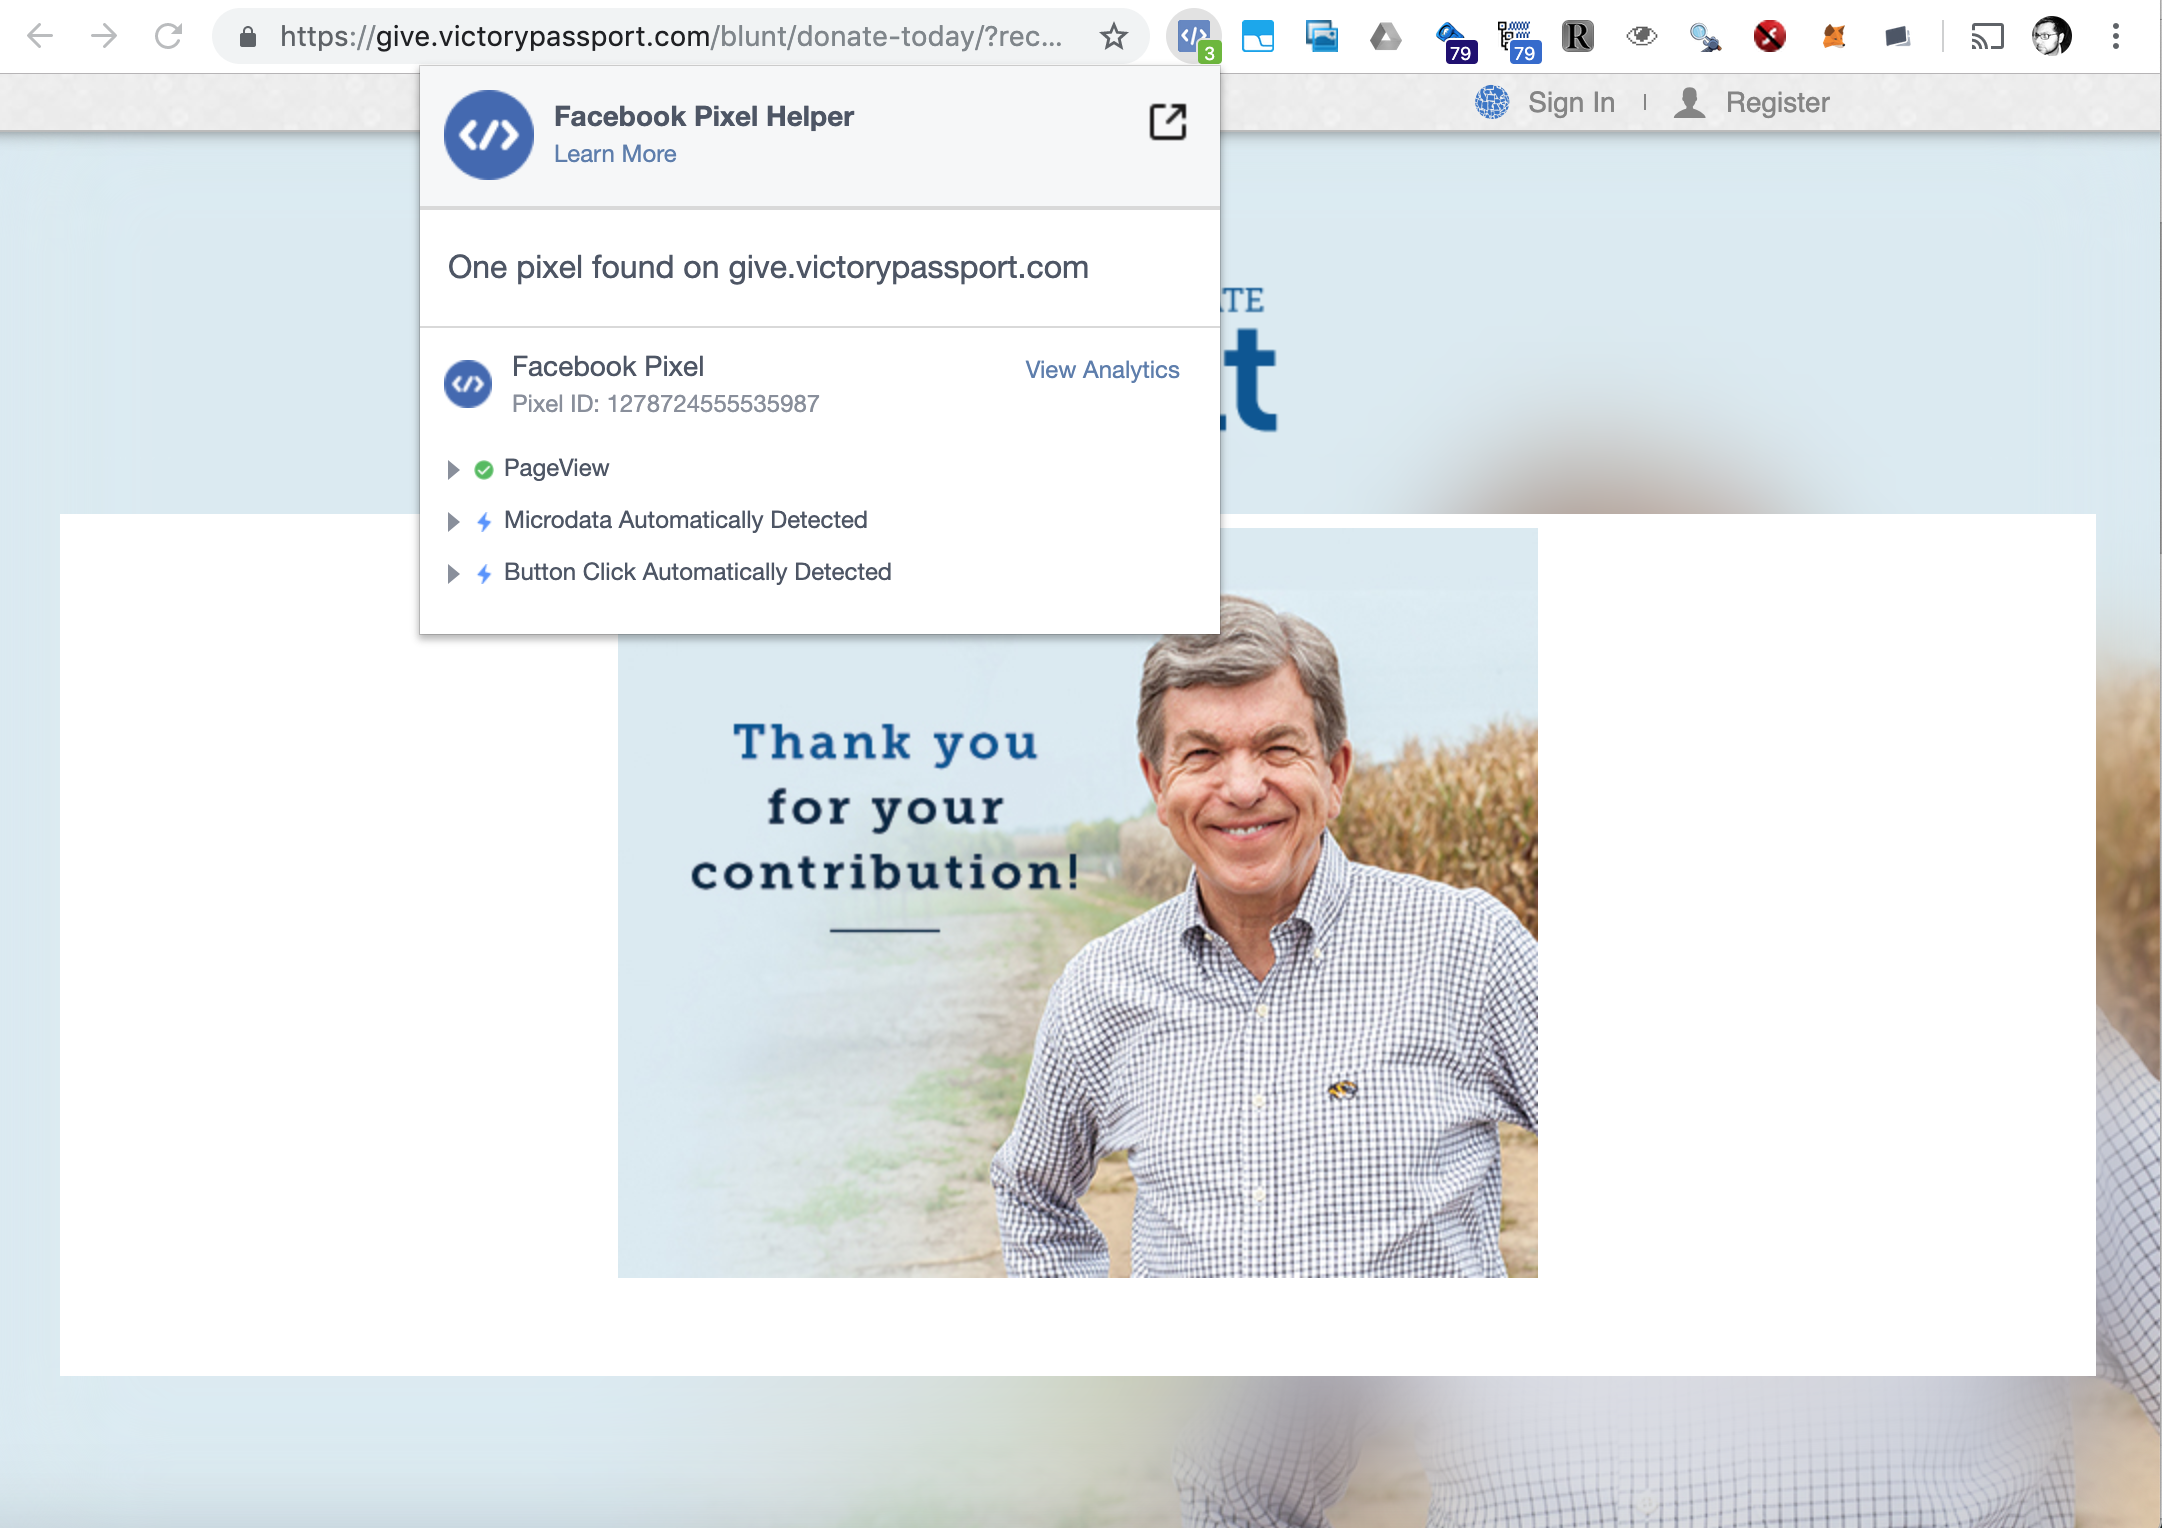 https://give.victorypassport.com/blunt/donate-today/?rec...
3
79
79
R
Sign In | Register
Facebook Pixel Helper
Learn More
One pixel found on give.victorypassport.com
TE
t
Facebook Pixel
View Analytics
Pixel ID: 1278724555535987
PageView
Microdata Automatically Detected
Button Click Automatically Detected
Thank you
for your
contribution!